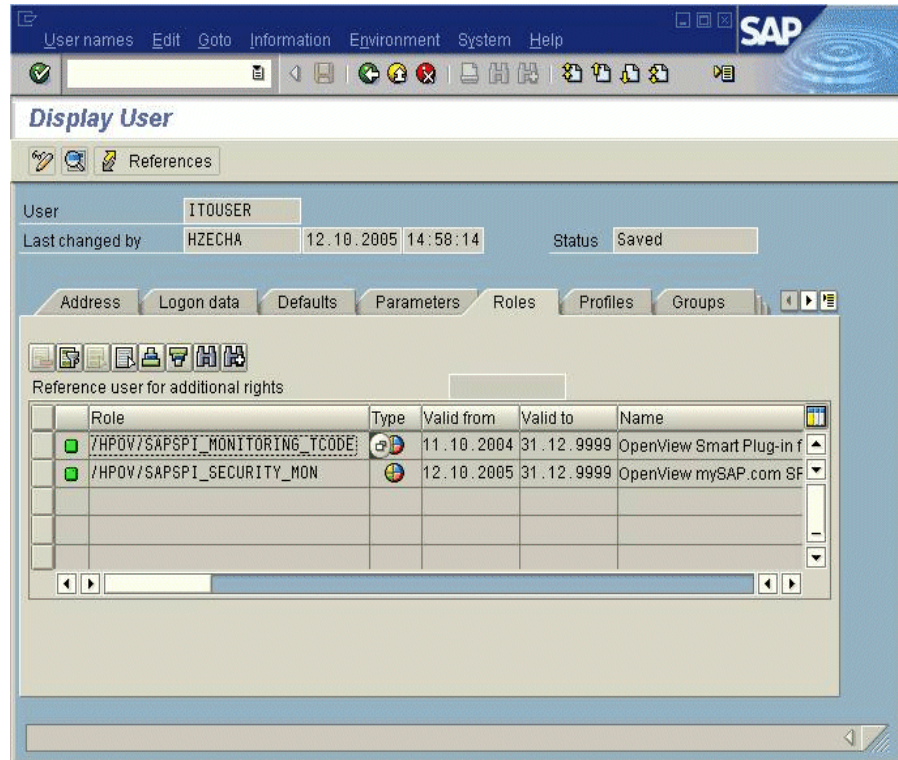 User names Edit Goto Information Environment System Help
SAP
Display User
References
User ITOUSER
Last changed by HZECHA 12.10.2005 14:58:14 Status Saved
Address Logon data Defaults Parameters Roles Profiles Groups
Reference user for additional rights
Role Type Valid from Valid to Name
/HPOV/SAPSPI_MONITORING_TCODE 11.10.2004 31.12.9999 OpenView Smart Plug-in f
/HPOV/SAPSPI_SECURITY_MON 12.10.2005 31.12.9999 OpenView mySAP.com SP